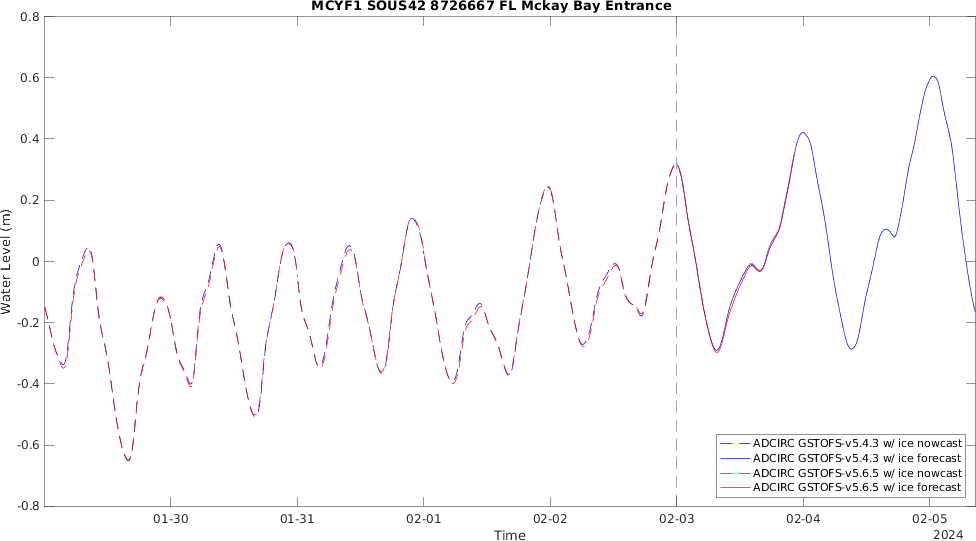 MCYF1 SOUS42 8726667 FL Mckay Bay Entrance
0.8
0.6
0.4
0.2
0
-0.2
-0.4
-0.6
-0.8
Water Level (m)
01-30 01-31 02-01 02-02 02-03 02-04 02-05
Time
2024
ADCIRC GSTOFS-v5.4.3 w/ ice nowcast
ADCIRC GSTOFS-v5.4.3 w/ ice forecast
ADCIRC GSTOFS-v5.6.5 w/ ice nowcast
ADCIRC GSTOFS-v5.6.5 w/ ice forecast